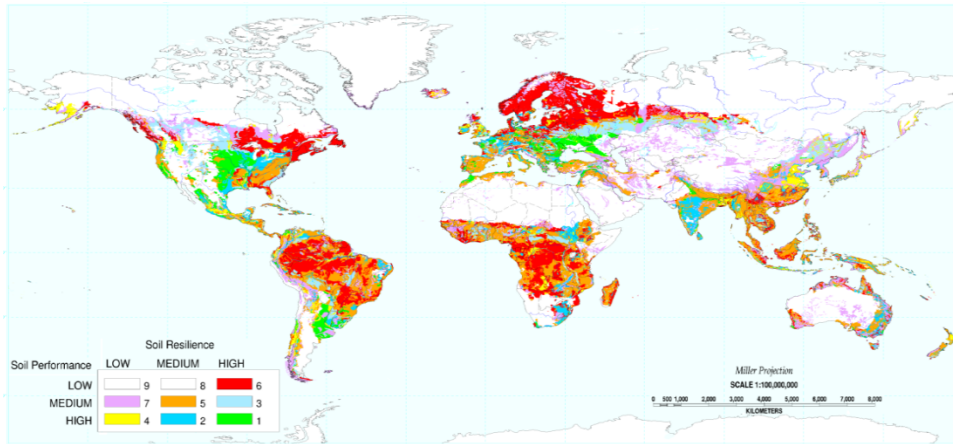 Soil Resilience
Soil Performance LOW MEDIUM HIGH
LOW 9 8 6
MEDIUM 7 5 3
HIGH 4 2 1
Miller Projection
SCALE 1:100,000,000
0 500 1,000 2,000 3,000 4,000 5,000 6,000 7,000 8,000
KILOMETERS